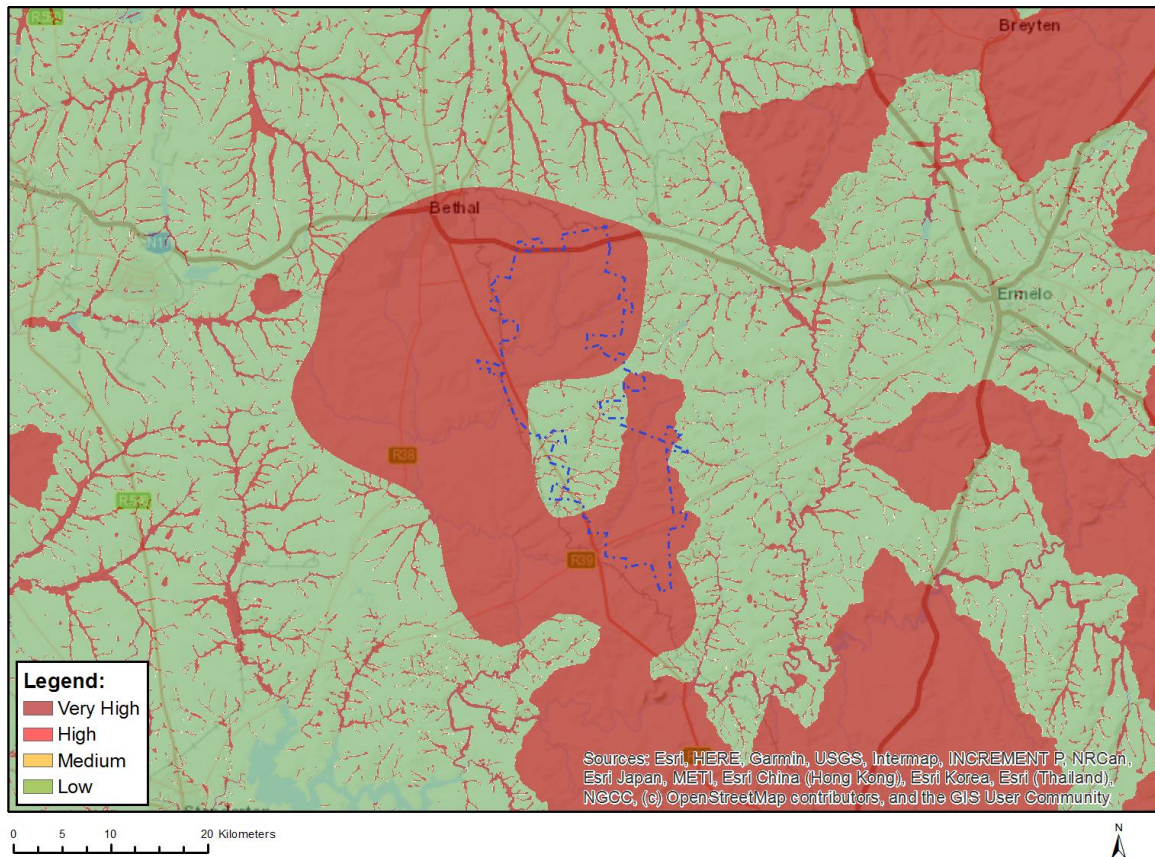 Breyten
Bethal
Ermelo
R38
R39
Legend:
Very High
High
Medium
Low
Sources: Esri, HERE, Garmin, USGS, Intermap, INCREMENT P, NRCan,
Esri Japan, METI, Esri China (Hong Kong), Esri Korea, Esri (Thailand),
NGCC, (c) OpenStreetMap contributors, and the GIS User Community
0 5 10 20 Kilometers
N